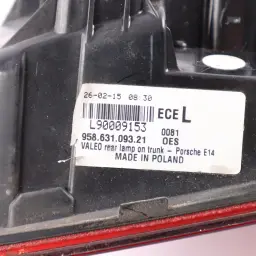 26-02-15 08:30
ECE L
L90009153 0081
958.631.093.21 OES
VALEO rear lamp on trunk - Porsche E14
MADE IN POLAND